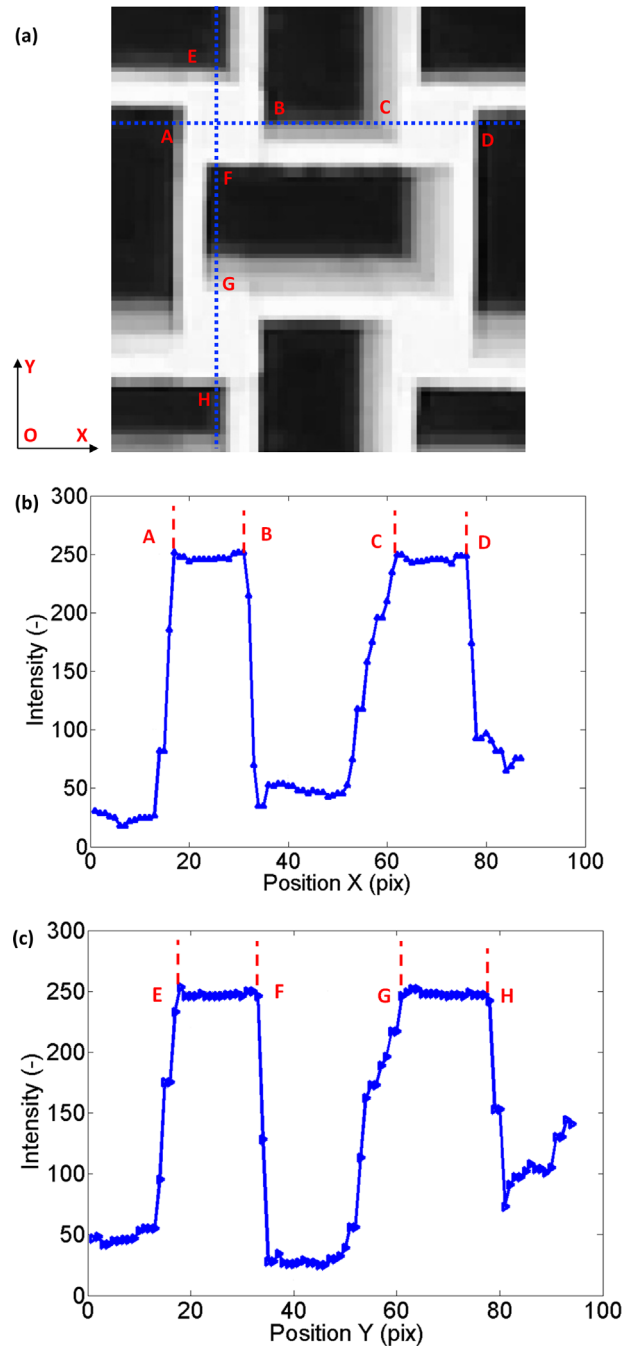 (a)
E
B C
A D
F
G
Y
H
O X
(b)
300
A B C D
250
200
150
100
50
0
Intensity (-)
0 20 40 60 80 100
Position X (pix)
(c)
300
E F G H
250
200
150
100
50
0
Intensity (-)
0 20 40 60 80 100
Position Y (pix)